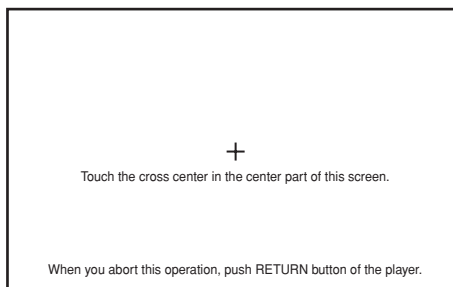 Touch the cross center in the center part of this screen.
When you abort this operation, push RETURN button of the player.